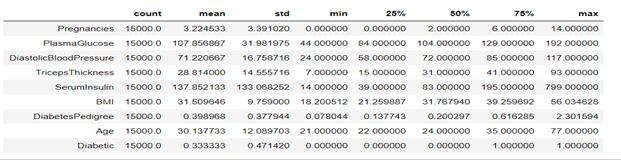 count mean std min 25% 50% 75% max
Pregnancies 15000.0 3.224533 3.391020 0.000000 0.000000 2.000000 6.000000 14.000000
PlasmaGlucose 15000.0 107.856867 31.981975 44.000000 84.000000 104.000000 129.000000 192.000000
DiastolicBloodPressure 15000.0 71.220667 16.758716 24.000000 58.000000 72.000000 85.000000 117.000000
TricepsThickness 15000.0 28.814000 14.555716 7.000000 15.000000 31.000000 41.000000 93.000000
SerumInsulin 15000.0 137.852133 133.068252 14.000000 39.000000 83.000000 195.000000 799.000000
BMI 15000.0 31.509646 9.759000 18.200512 21.259887 31.767940 39.259692 56.034628
DiabetesPedigree 15000.0 0.398968 0.377944 0.078044 0.137743 0.200297 0.616285 2.301594
Age 15000.0 30.137733 12.089703 21.000000 22.000000 24.000000 35.000000 77.000000
Diabetic 15000.0 0.333333 0.471420 0.000000 0.000000 0.000000 1.000000 1.000000